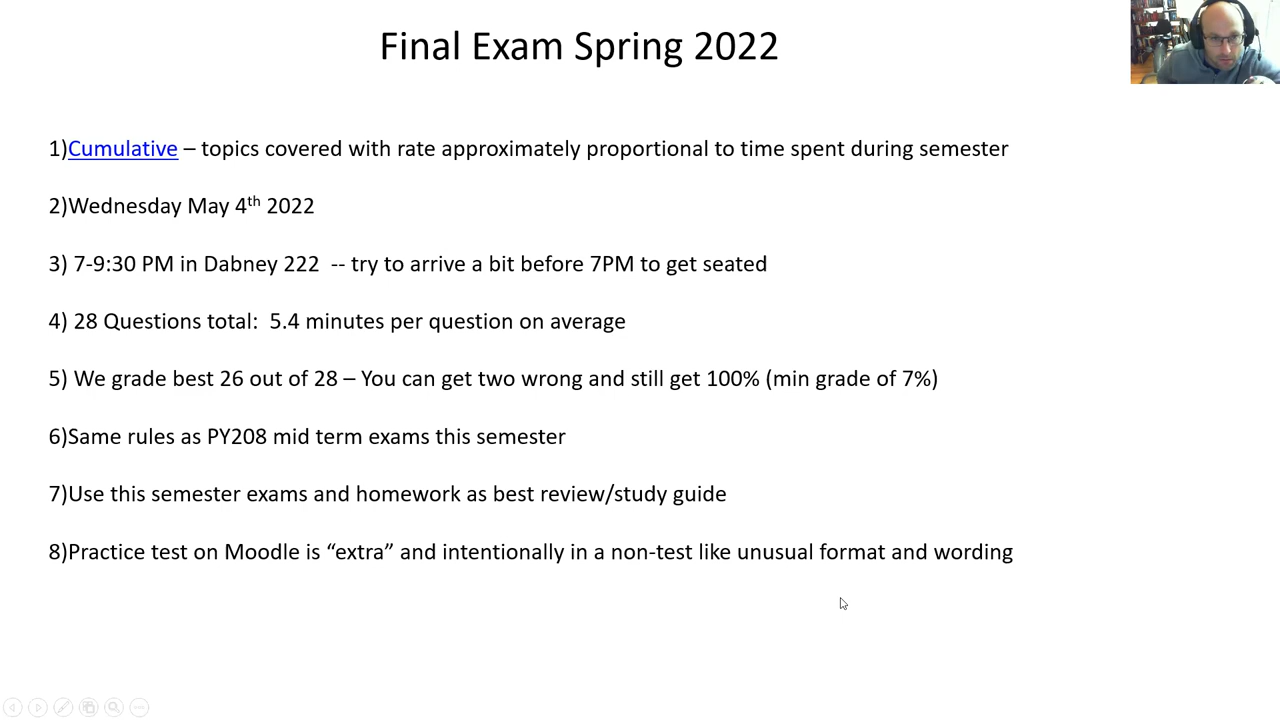 Final Exam Spring 2022
1)Cumulative – topics covered with rate approximately proportional to time spent during semester
2)Wednesday May 4th 2022
3) 7-9:30 PM in Dabney 222 -- try to arrive a bit before 7PM to get seated
4) 28 Questions total: 5.4 minutes per question on average
5) We grade best 26 out of 28 – You can get two wrong and still get 100% (min grade of 7%)
6)Same rules as PY208 mid term exams this semester
7)Use this semester exams and homework as best review/study guide
8)Practice test on Moodle is “extra” and intentionally in a non-test like unusual format and wording